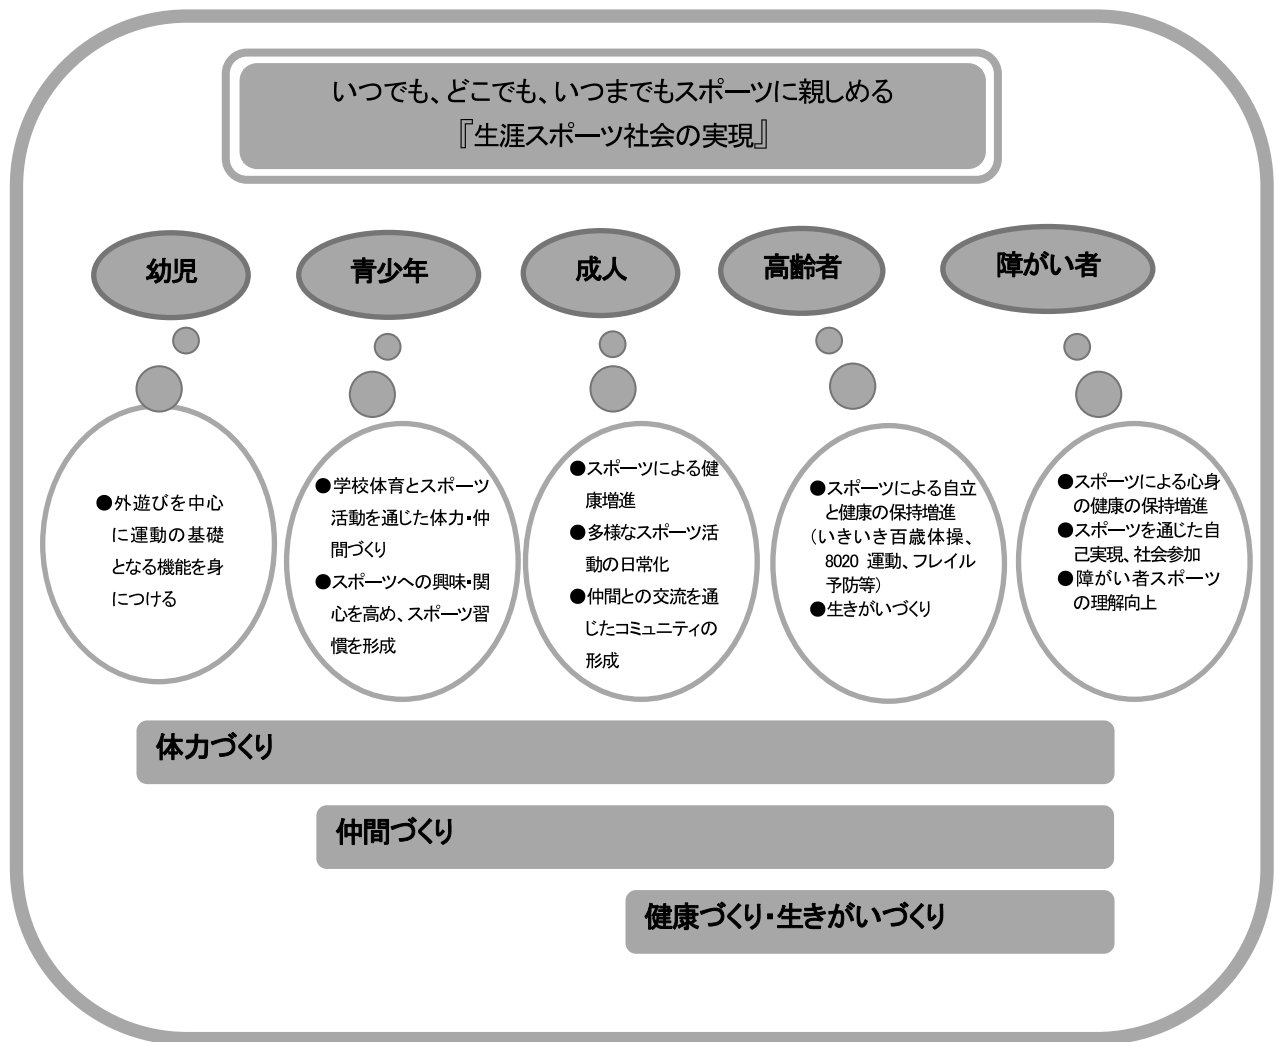 いつでも、どこでも、いつまでもスポーツに親しめる
『生涯スポーツ社会の実現』
幼児
青少年
成人
高齢者
障がい者
●外遊びを中心
に運動の基礎
となる機能を身
につける
●学校体育とスポーツ
活動を通じた体力・仲
間づくり
●スポーツへの興味・関
心を高め、スポーツ習
慣を形成
●スポーツによる健
康増進
●多様なスポーツ活
動の日常化
●仲間との交流を通
じたコミュニティの
形成
●スポーツによる自立
と健康の保持増進
（いきいき百歳体操、
8020 運動、フレイル
予防等）
●生きがいづくり
●スポーツによる心身
の健康の保持増進
●スポーツを通じた自
己実現、社会参加
●障がい者スポーツ
の理解向上
体力づくり
仲間づくり
健康づくり・生きがいづくり